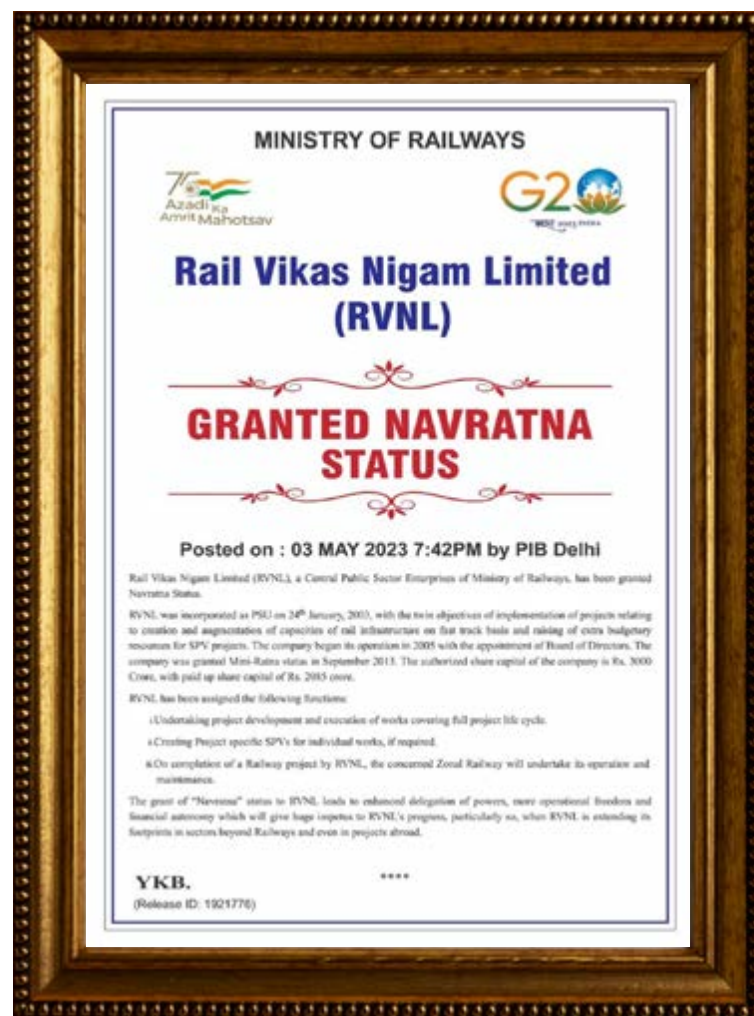 MINISTRY OF RAILWAYS
75
Azadi Ka
Amrit Mahotsav
G20
Rail Vikas Nigam Limited
(RVNL)
GRANTED NAVRATNA
STATUS
Posted on : 03 MAY 2023 7:42PM by PIB Delhi
Rail Vikas Nigam Limited (RVNL), a Central Public Sector Enterprises of Ministry of Railways, has been granted
Navratna Status.
RVNL was incorporated as PSU on 24th January, 2003, with the twin objectives of implementation of projects relating
to creation and augmentation of capacities of rail infrastructure on fast track basis and raising of extra budgetary
resources for SPV projects. The company began its operation in 2005 with the appointment of Board of Directors. The
company was granted Mini-Ratna status in September 2013. The authorized share capital of the company is Rs. 3000
Crore, with paid up share capital of Rs. 2085 crore.
RVNL has been assigned the following functions:
i. Undertaking project development and execution of works covering full project life cycle.
ii. Creating Project specific SPVs for individual works, if required.
iii. On completion of a Railway project by RVNL, the concerned Zonal Railway will undertake its operation and
maintenance.
The grant of "Navratna" status to RVNL leads to enhanced delegation of powers, more operational freedom and
financial autonomy which will give huge impetus to RVNL's progress, particularly so, when RVNL is extending its
footprints in sectors beyond Railways and even in projects abroad.
****
YKB.
(Release ID: 1921776)